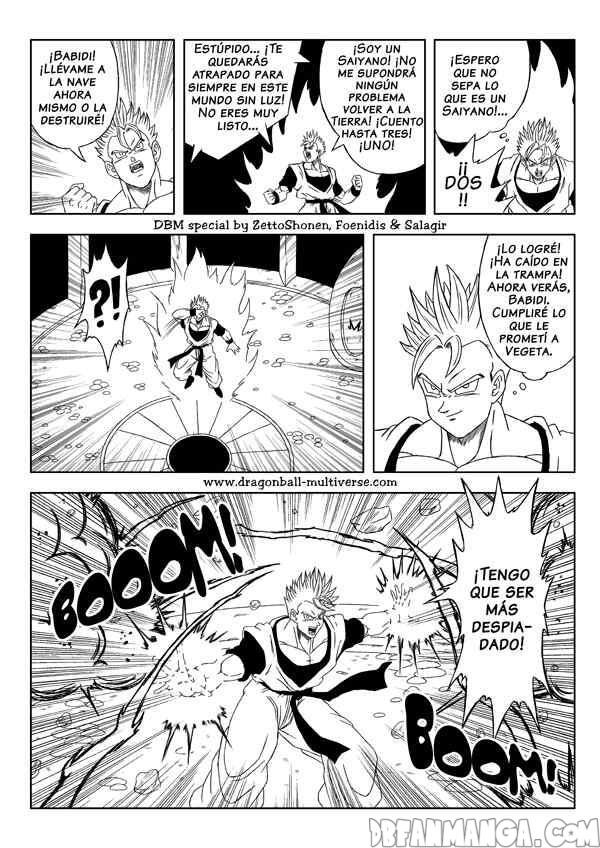 ¡BABIDI!
¡LLÉVAME A
LA NAVE
AHORA
MISMO O LA
DESTRUIRÉ!
ESTÚPIDO... ¡TE
QUEDARÁS
ATRAPADO PARA
SIEMPRE EN ESTE
MUNDO SIN LUZ!
NO ERES MUY
LISTO...
¡SOY UN
SAIYANO! ¡NO
ME SUPONDRÁ
NINGÚN
PROBLEMA
VOLVER A LA
TIERRA! ¡CUENTO
HASTA TRES!
¡UNO!
¡ESPERO
QUE NO
SEPA LO
QUE ES UN
SAIYANO!...
¡¡
DOS
!!
DBM special by ZettoShonen, Foenidis & Salagir
?!
¡LO LOGRÉ!
¡HA CAÍDO EN
LA TRAMPA!
AHORA VERÁS,
BABIDI.
CUMPLIRÉ LO
QUE LE
PROMETÍ A
VEGETA.
www.dragonball-multiverse.com
BOOOM!
¡TENGO
QUE SER
MÁS
DESPIA-
DADO!
BOOM!
DBFANMANGA.COM